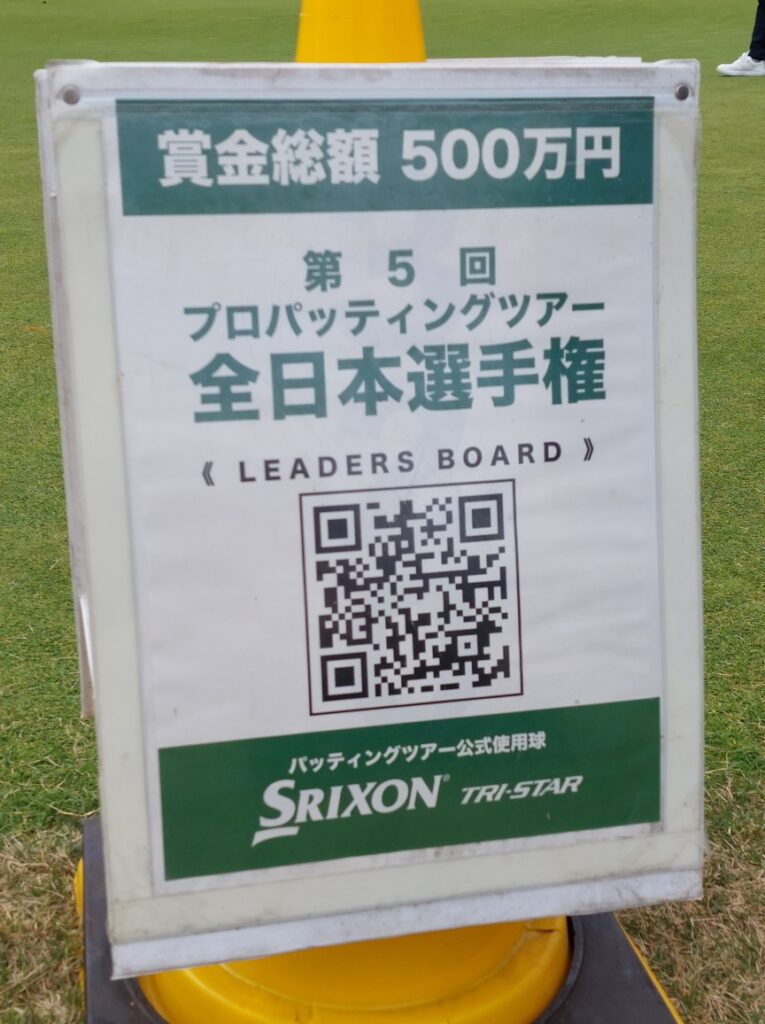 賞金総額 500万円
第 5 回
プロパッティングツアー
全日本選手権
《 LEADERS BOARD 》
パッティングツアー公式使用球
SRIXON® TRI-STAR